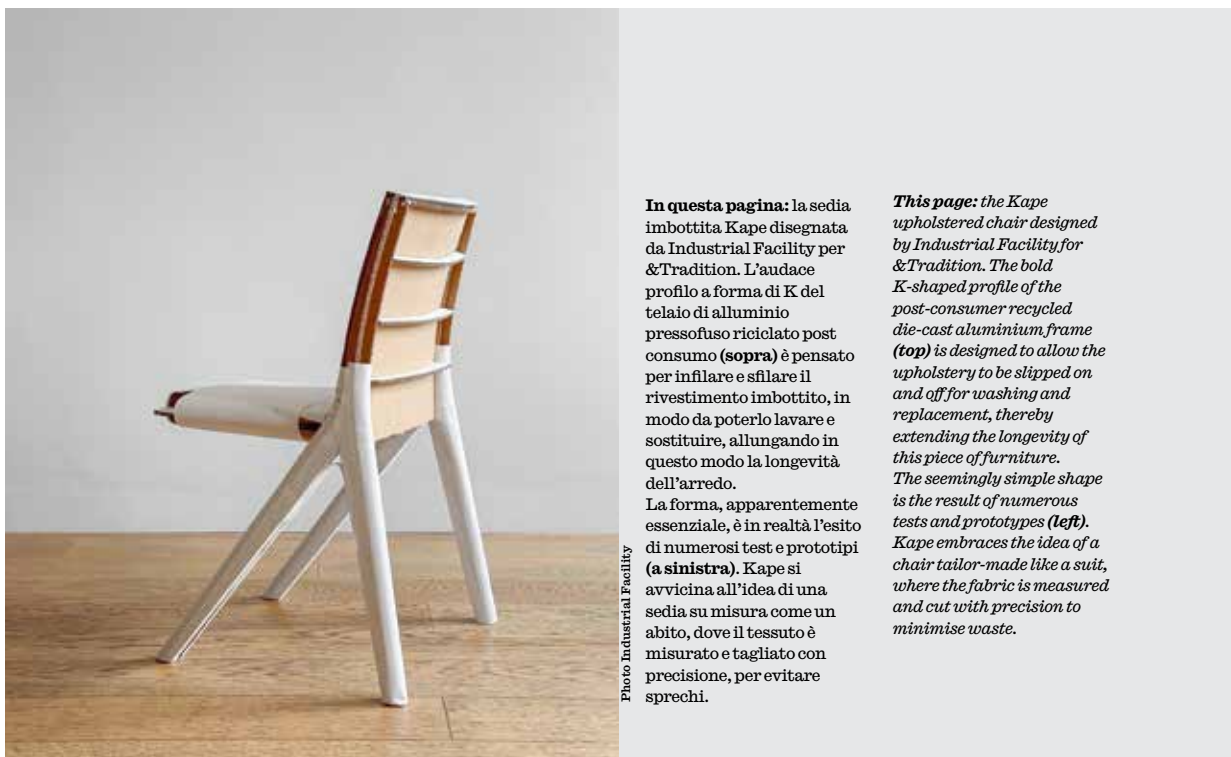 In questa pagina: la sedia
imbottita Kape disegnata
da Industrial Facility per
&Tradition. L’audace
profilo a forma di K del
telaio di alluminio
pressofuso riciclato post
consumo (sopra) è pensato
per infilare e sfilare il
rivestimento imbottito, in
modo da poterlo lavare e
sostituire, allungando in
questo modo la longevità
dell’arredo.
La forma, apparentemente
essenziale, è in realtà l’esito
di numerosi test e prototipi
(a sinistra). Kape si
avvicina all’idea di una
sedia su misura come un
abito, dove il tessuto è
misurato e tagliato con
precisione, per evitare
sprechi.
This page: the Kape
upholstered chair designed
by Industrial Facility for
&Tradition. The bold
K-shaped profile of the
post-consumer recycled
die-cast aluminium frame
(top) is designed to allow the
upholstery to be slipped on
and off for washing and
replacement, thereby
extending the longevity of
this piece of furniture.
The seemingly simple shape
is the result of numerous
tests and prototypes (left).
Kape embraces the idea of a
chair tailor-made like a suit,
where the fabric is measured
and cut with precision to
minimise waste.
Photo Industrial Facility